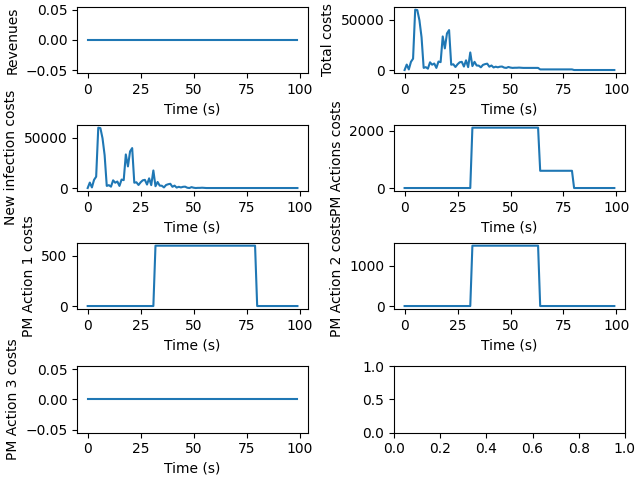 Revenues
0.05
0.00
−0.05
0 25 50 75 100
Time (s)
Total costs
50000
0
0 25 50 75 100
Time (s)
New infection costs
50000
0
0 25 50 75 100
Time (s)
PM Actions costs
2000
0
0 25 50 75 100
Time (s)
PM Action 1 costs
500
0
0 25 50 75 100
Time (s)
PM Action 2 costs
1000
0
0 25 50 75 100
Time (s)
PM Action 3 costs
0.05
0.00
−0.05
0 25 50 75 100
Time (s)
1.0
0.5
0.0
0.0 0.2 0.4 0.6 0.8 1.0